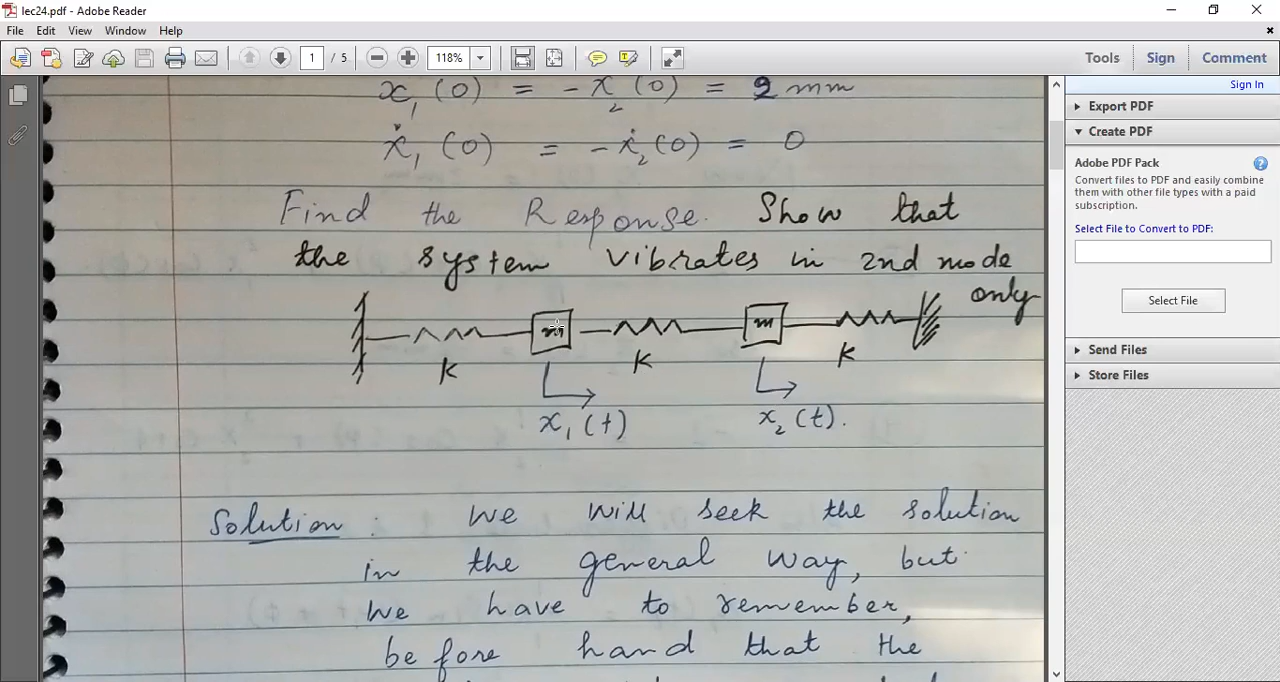 lec24.pdf - Adobe Reader
File Edit View Window Help
1 / 5 118% Tools Sign Comment
x₁(0) = -x₂(0) = 2 mm
ẋ₁(0) = -ẋ₂(0) = 0
Find the Response. Show that
the system vibrates in 2nd mode
only
m m
K K K
x₁(t) x₂(t).
Solution : We will seek the solution
in the general way, but
we have to remember,
before hand that the
Sign In
Export PDF
Create PDF
Adobe PDF Pack
Convert files to PDF and easily combine
them with other file types with a paid
subscription.
Select File to Convert to PDF:
Select File
Send Files
Store Files